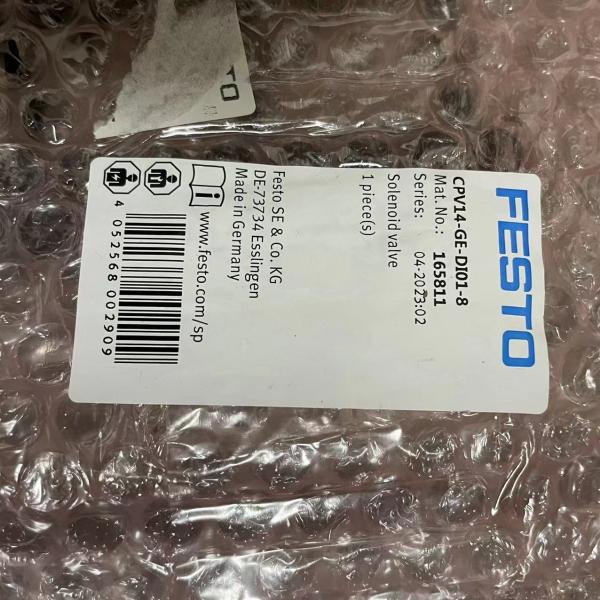 FESTO
CPV14-GE-DI01-8
Mat. No.: 165811
Series: 04-2023:02
Solenoid valve
1 piece(s)
Festo SE & Co. KG
DE-73734 Esslingen
Made in Germany
www.festo.com/sp
4 052568 002909
TO